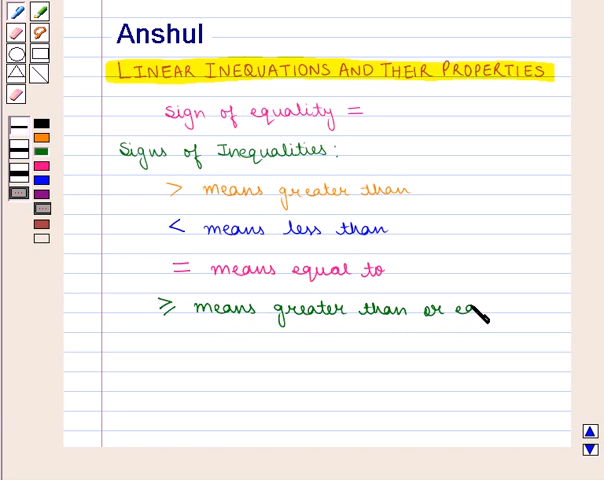 Anshul
LINEAR INEQUATIONS AND THEIR PROPERTIES
Sign of equality =
Signs of Inequalities:
> means greater than
< means less than
= means equal to
≥ means greater than or eq